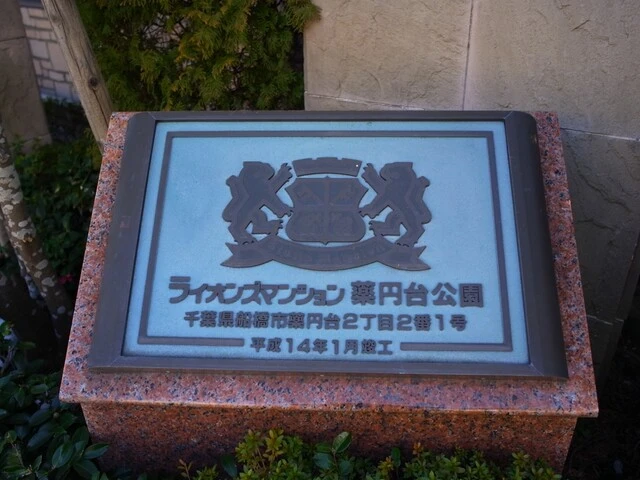 ライオンズマンション 薬円台公園
千葉県船橋市薬円台2丁目2番1号
平成14年1月竣工